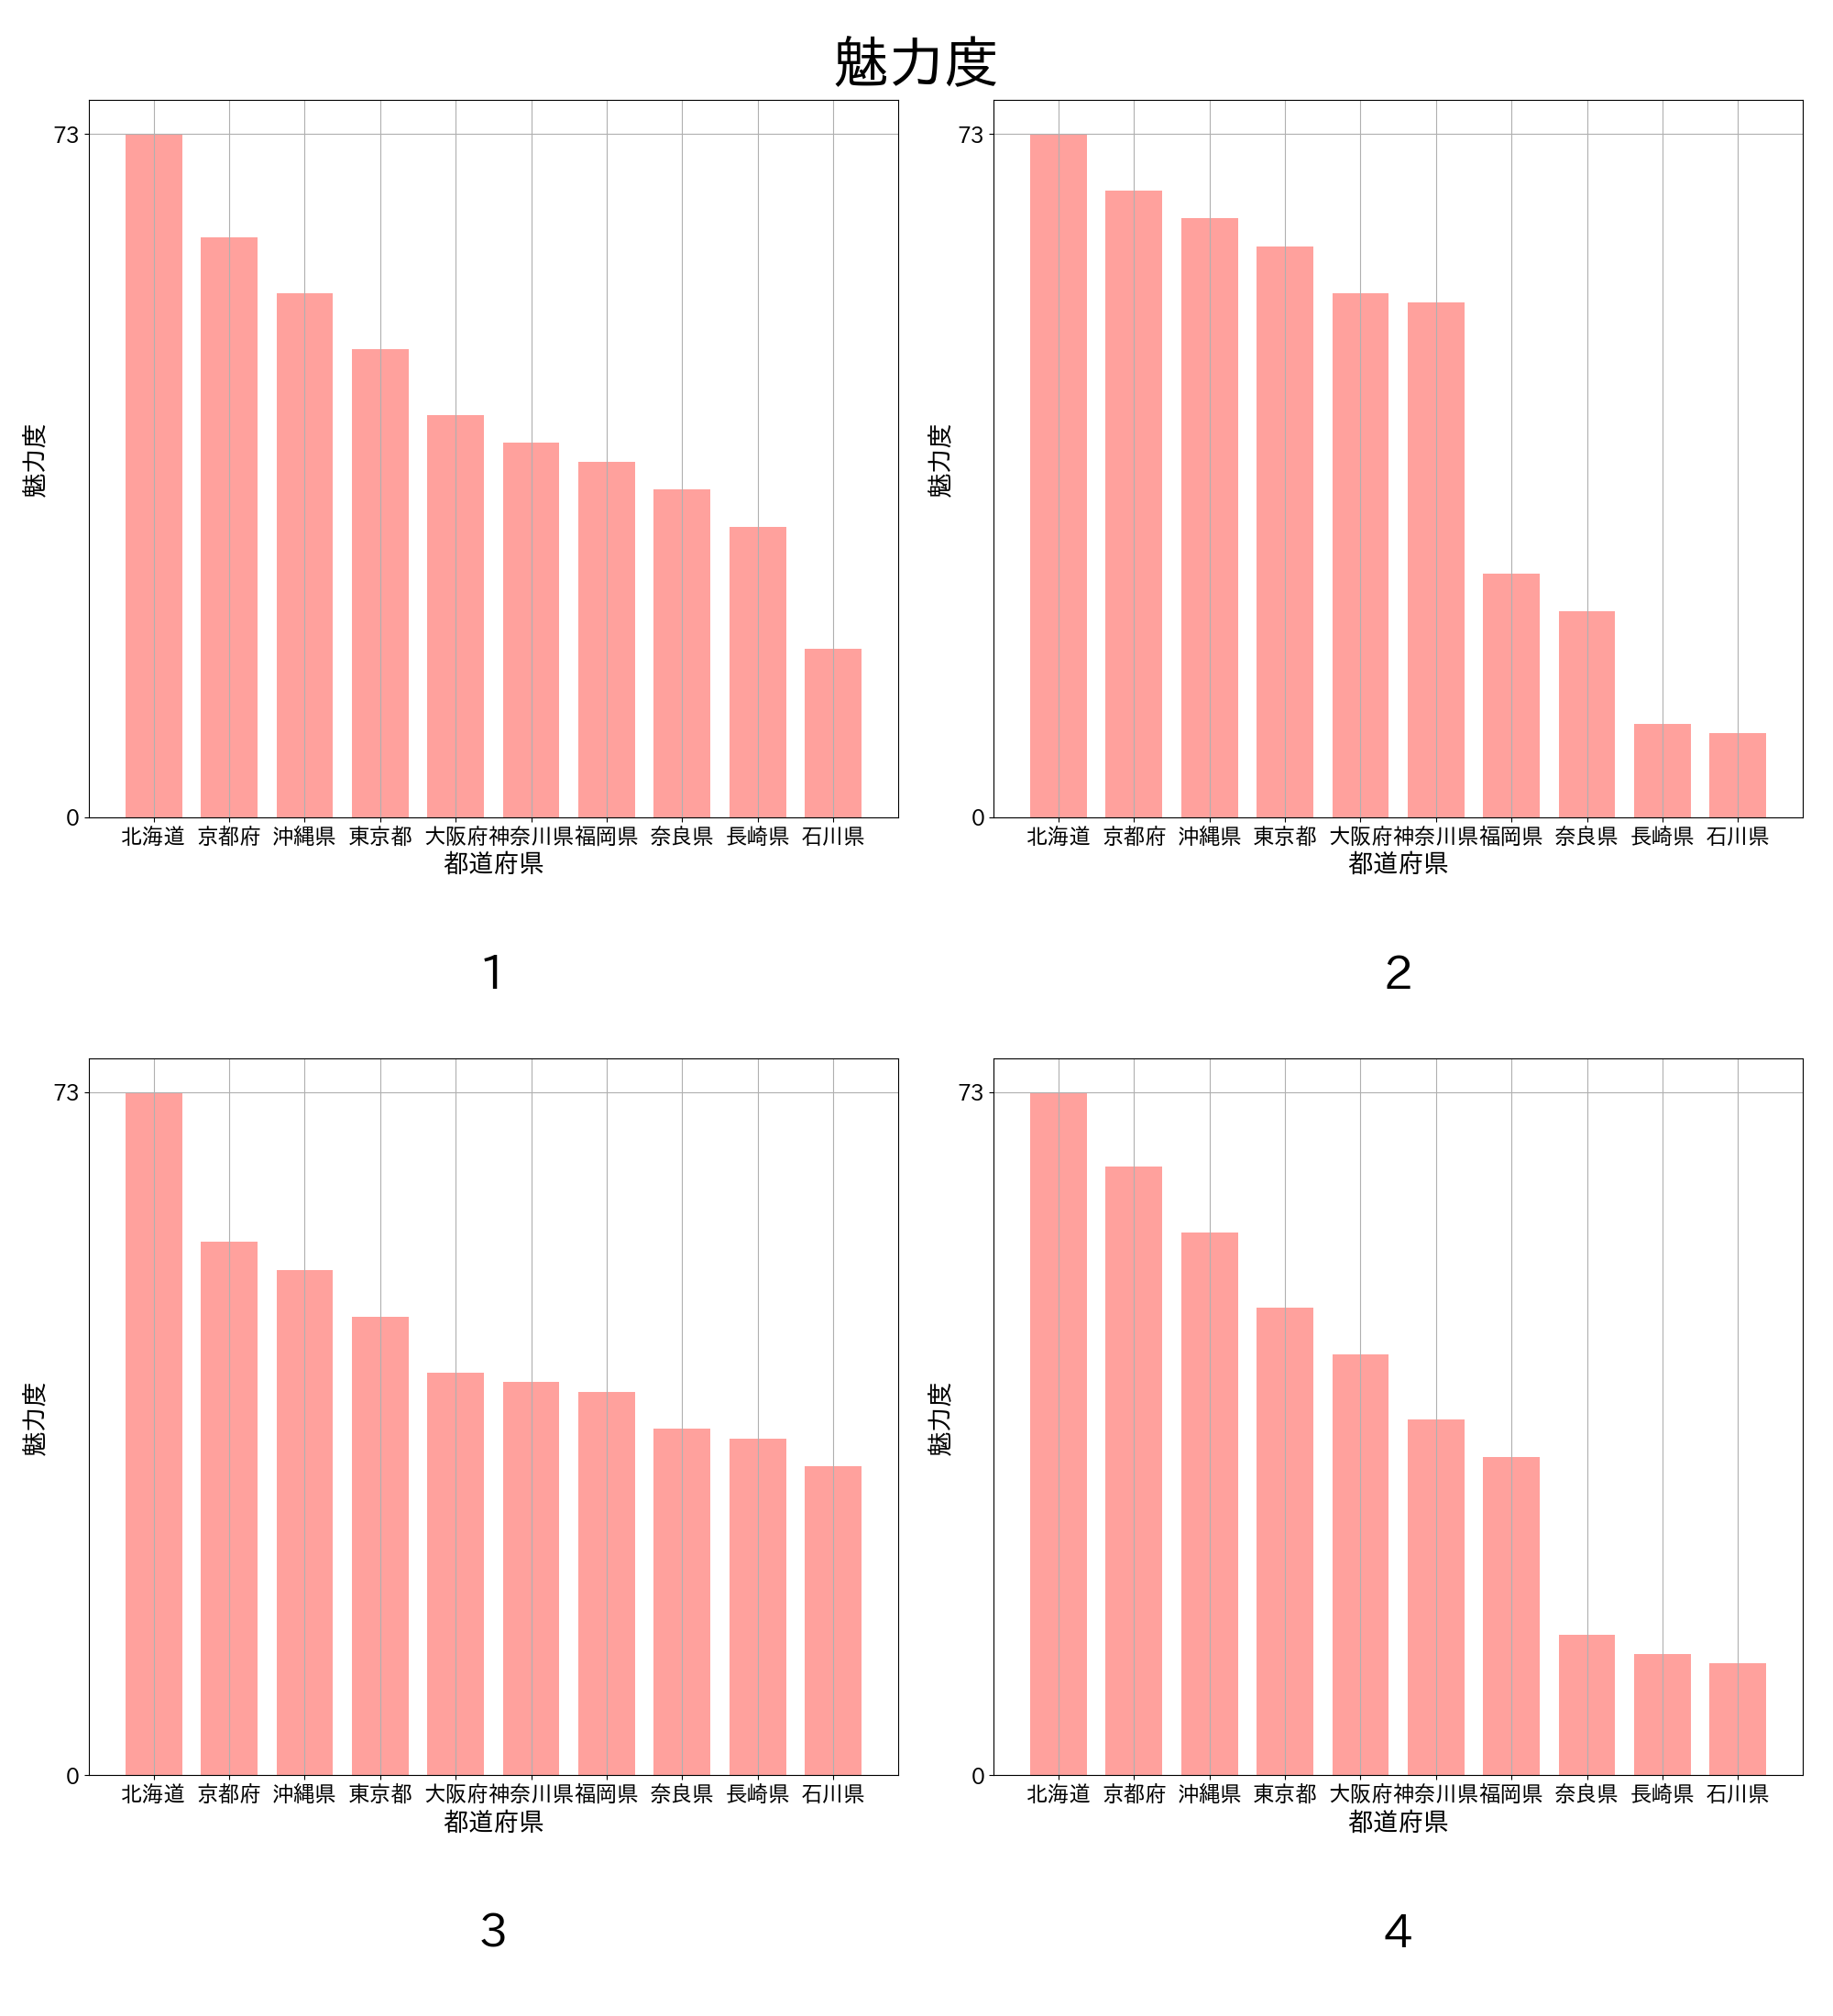 魅力度
73
0
魅力度
北海道 京都府 沖縄県 東京都 大阪府 神奈川県 福岡県 奈良県 長崎県 石川県
都道府県
1
73
0
魅力度
北海道 京都府 沖縄県 東京都 大阪府 神奈川県 福岡県 奈良県 長崎県 石川県
都道府県
2
73
0
魅力度
北海道 京都府 沖縄県 東京都 大阪府 神奈川県 福岡県 奈良県 長崎県 石川県
都道府県
3
73
0
魅力度
北海道 京都府 沖縄県 東京都 大阪府 神奈川県 福岡県 奈良県 長崎県 石川県
都道府県
4